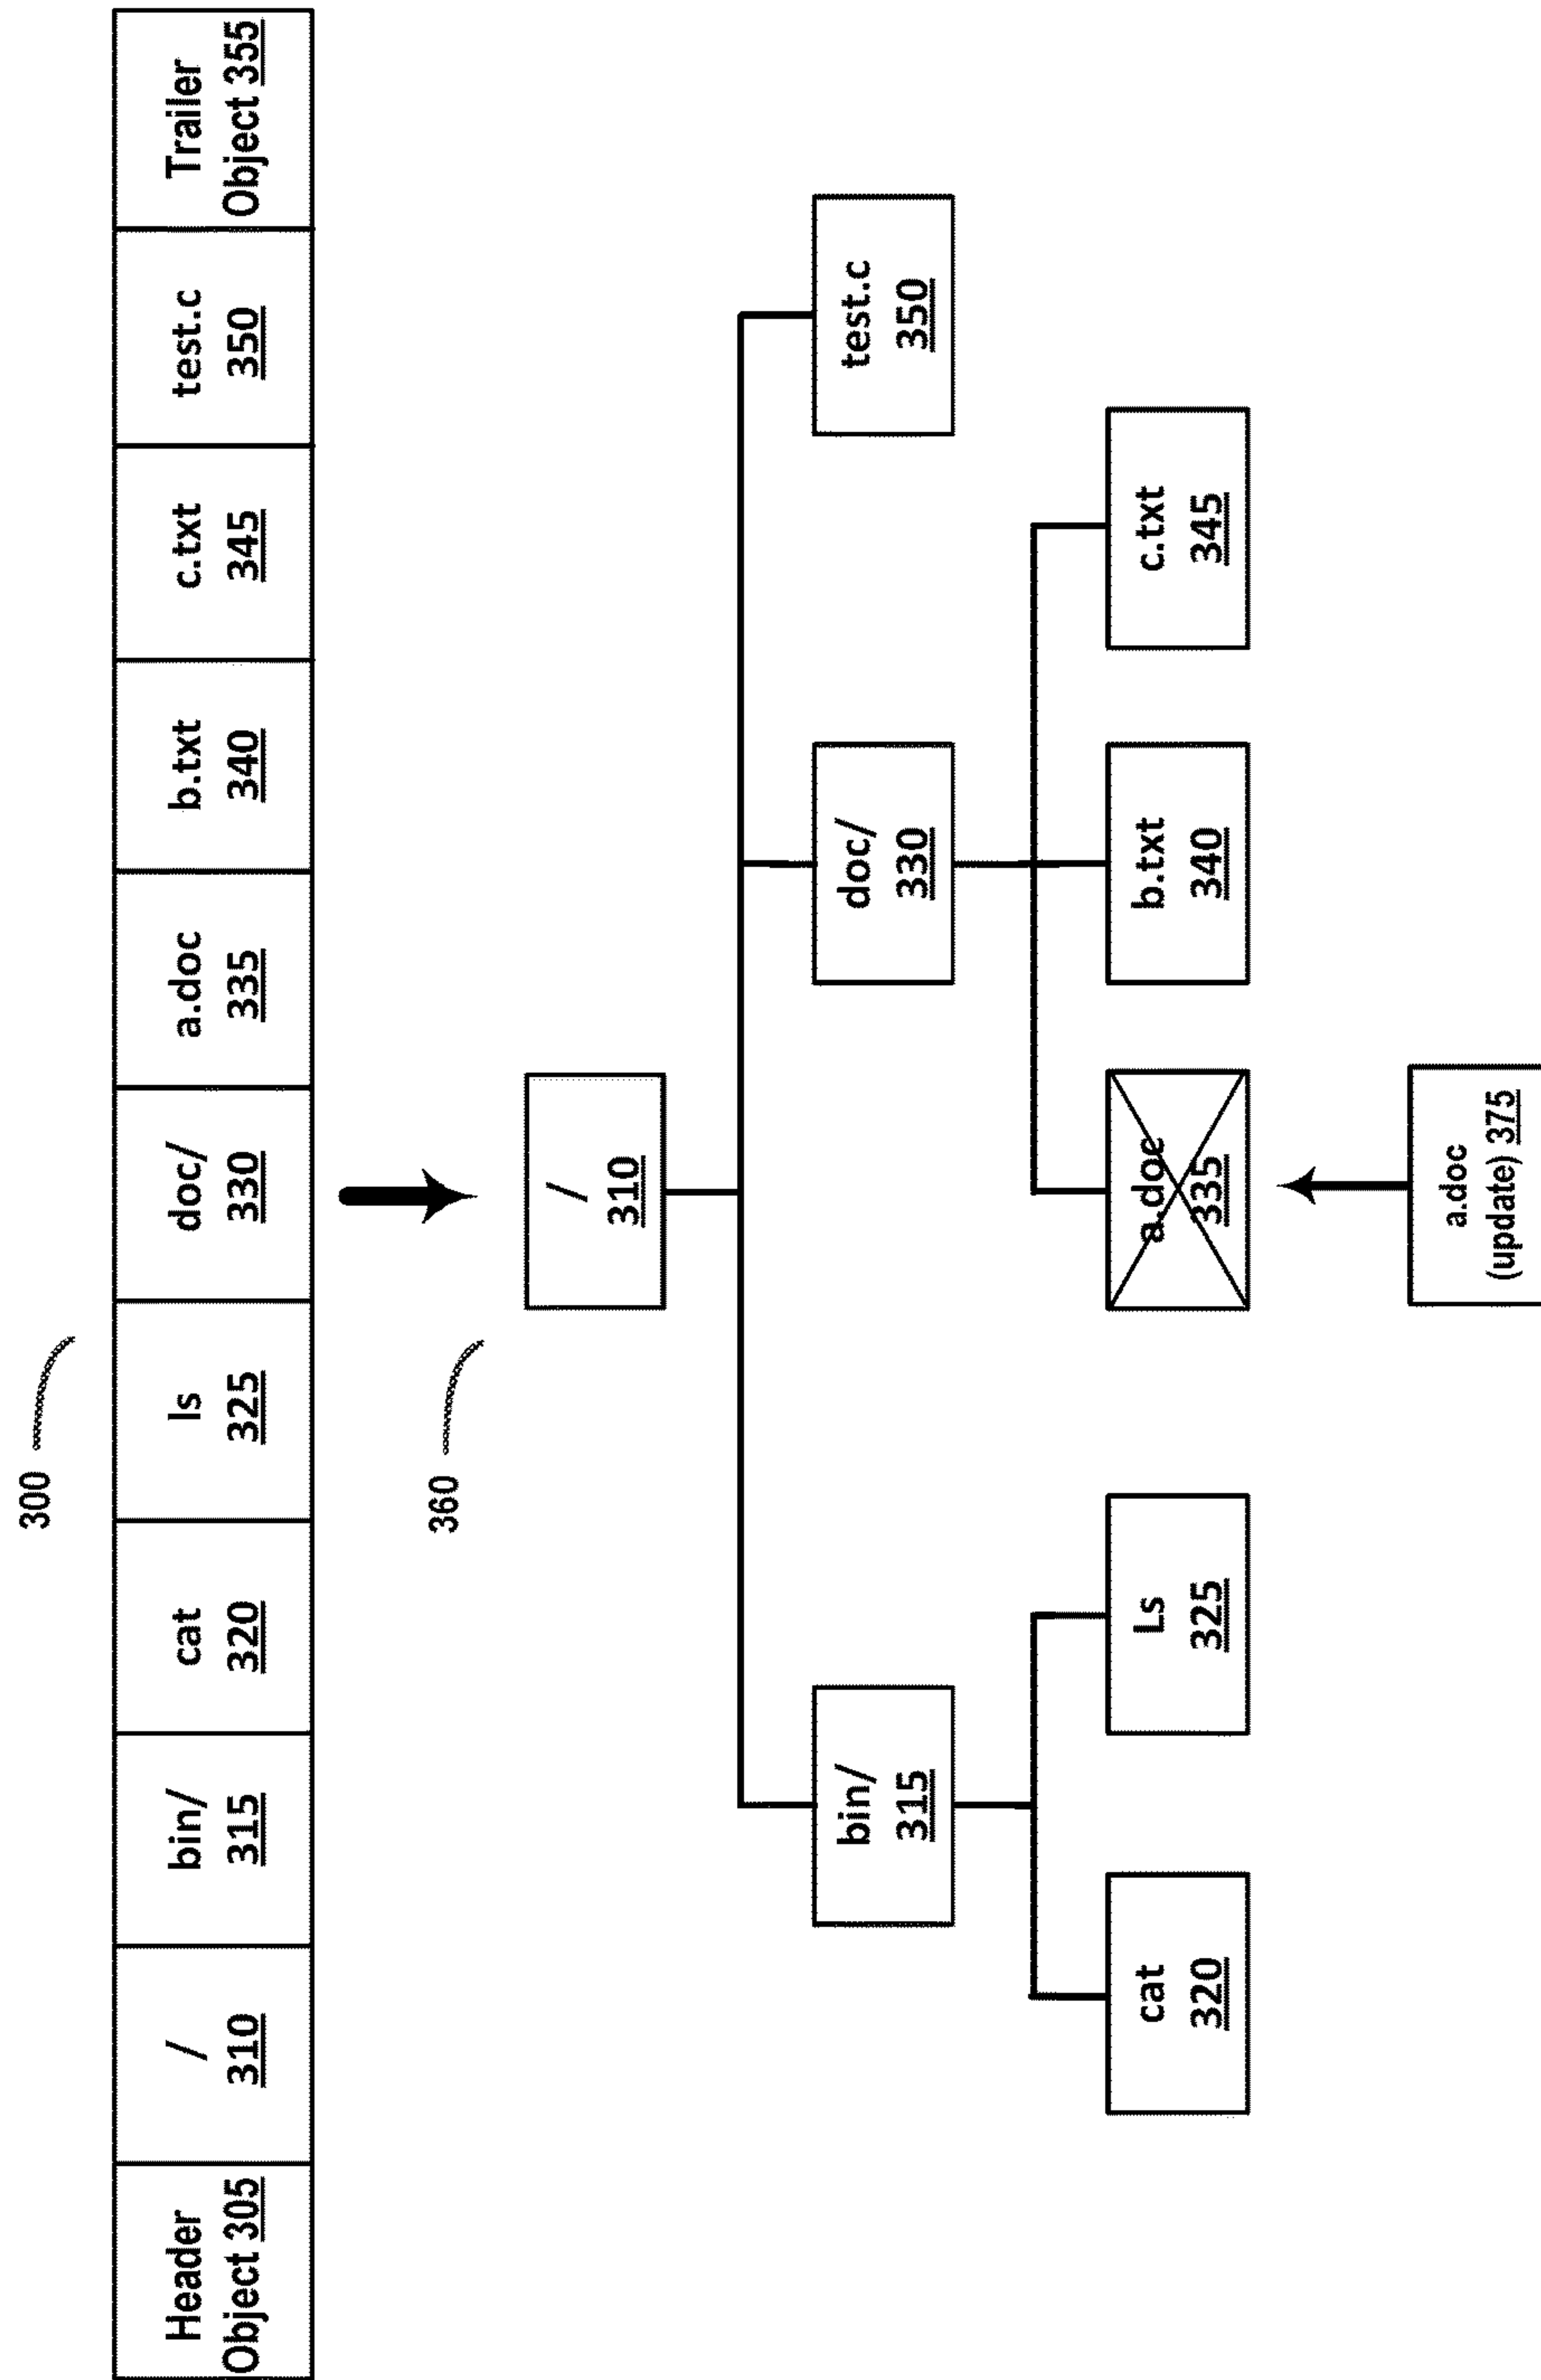 300
Header
Object 305
/
310
bin/
315
cat
320
ls
325
doc/
330
a.doc
335
b.txt
340
c.txt
345
test.c
350
Trailer
Object 355
360
/
310
bin/
315
doc/
330
test.c
350
cat
320
Ls
325
a.doc
335
b.txt
340
c.txt
345
a.doc
(update) 375